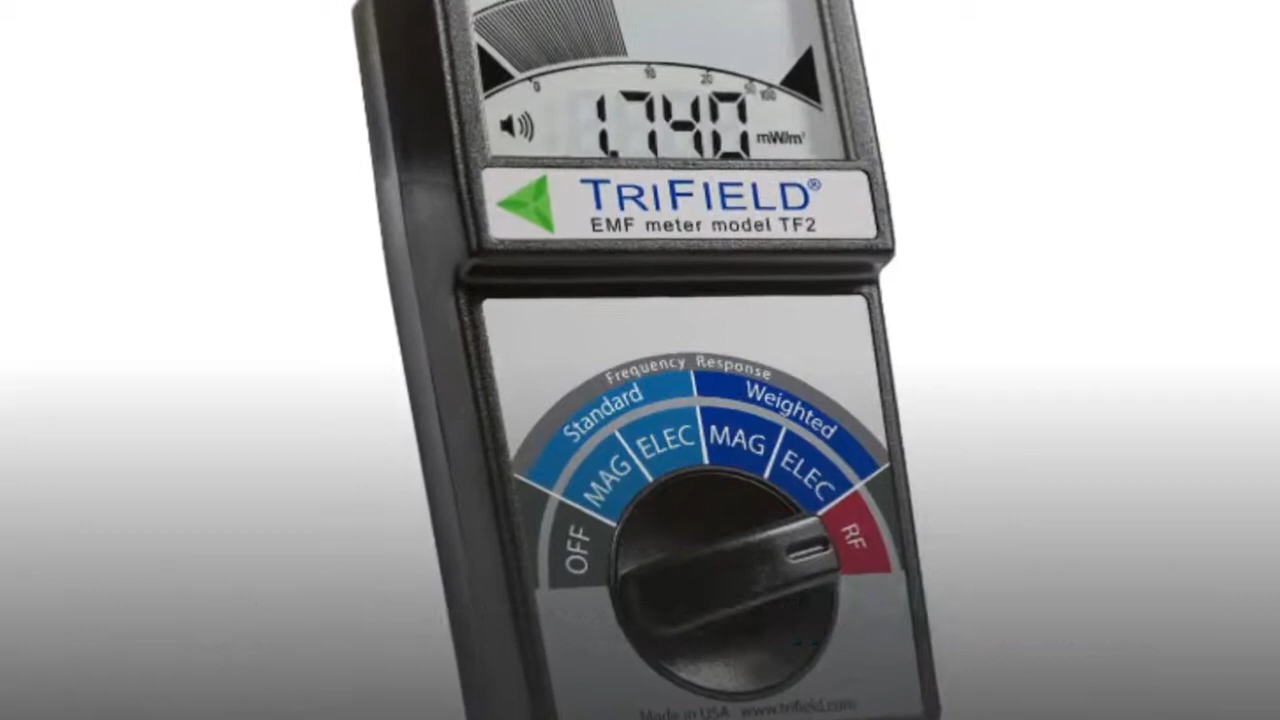 0 10 20 50 100
1.740 mW/m²
TRIFIELD®
EMF meter model TF2
Frequency Response
Standard Weighted
MAG ELEC MAG ELEC
OFF RF
Made in USA www.trifield.com